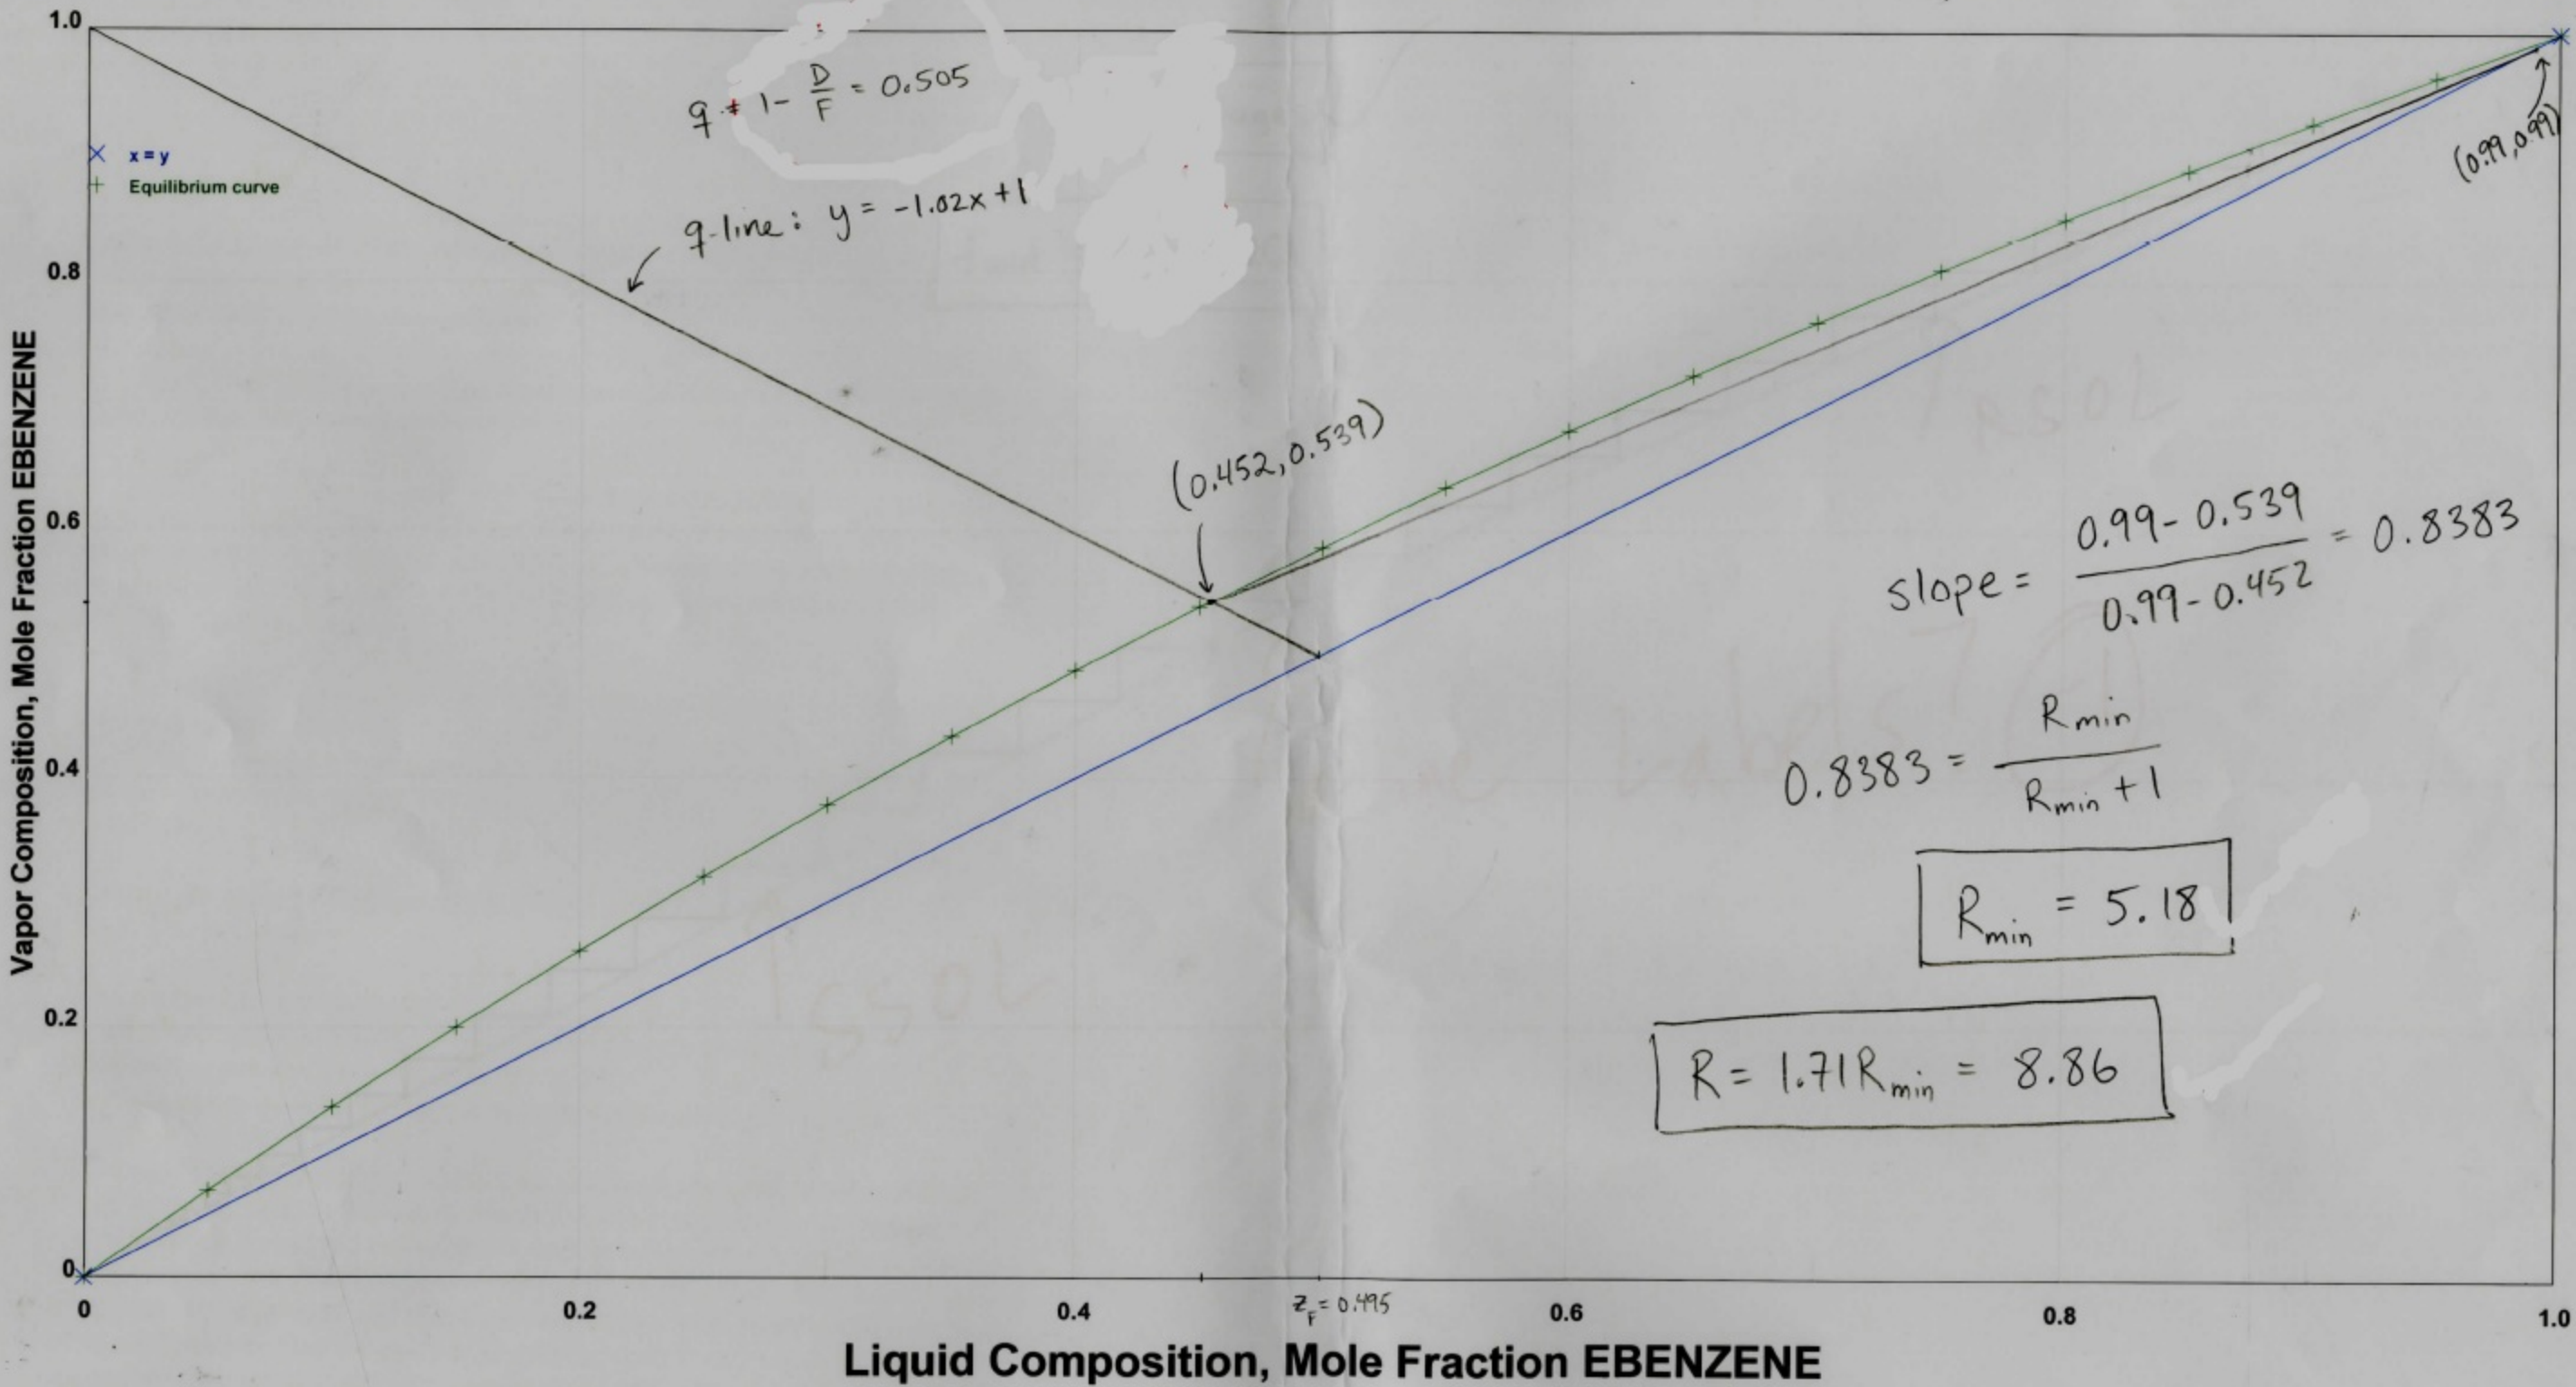 1.0
q = 1 - D/F = 0.505
x = y
Equilibrium curve
q-line: y = -1.02x + 1
(0.99, 0.99)
0.8
Vapor Composition, Mole Fraction EBENZENE
(0.452, 0.539)
0.6
slope = (0.99 - 0.539)/(0.99 - 0.452) = 0.8383
0.8383 = Rmin/(Rmin + 1)
0.4
Rmin = 5.18
0.2
R = 1.71Rmin = 8.86
0
0 0.2 0.4 zF = 0.495 0.6 0.8 1.0
Liquid Composition, Mole Fraction EBENZENE